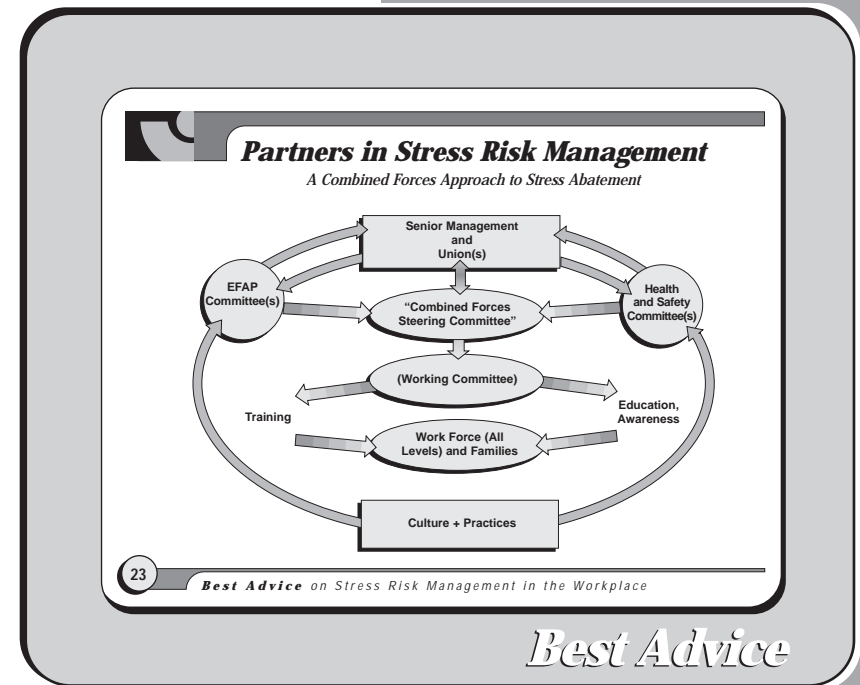 Partners in Stress Risk Management
A Combined Forces Approach to Stress Abatement
Senior Management
and
Union(s)
EFAP
Committee(s)
Health
and Safety
Committee(s)
“Combined Forces
Steering Committee”
(Working Committee)
Training
Education,
Awareness
Work Force (All
Levels) and Families
Culture + Practices
23
Best Advice on Stress Risk Management in the Workplace
Best Advice